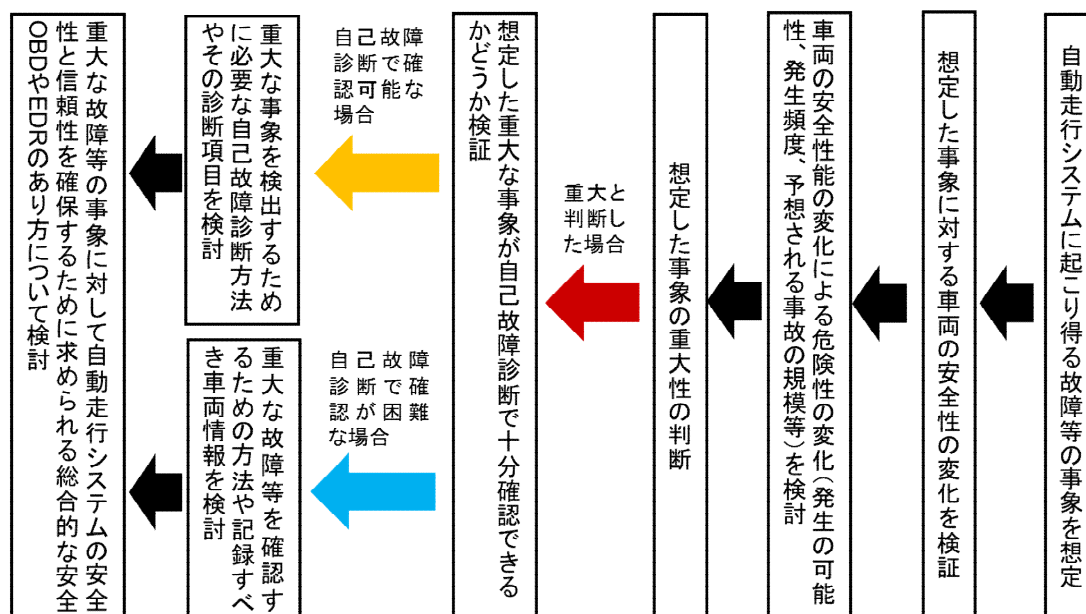 自動走行システムに起こり得る故障等の事象を想定
想定した事象に対する車両の安全性の変化を検証
車両の安全性能の変化による危険性の変化（発生の可能
性、発生頻度、予想される事故の規模等）を検討
想定した事象の重大性の判断
重大と
判断し
た場合
想定した重大な事象が自己故障診断で十分確認できる
かどうか検証
自己故障
診断で確
認可能な
場合
重大な事象を検出するため
に必要な自己故障診断方法
やその診断項目を検討
自己故障
診断で確
認が困難
な場合
重大な故障等を確認す
るための方法や記録すべ
き車両情報を検討
重大な故障等の事象に対して自動走行システムの安全
性と信頼性を確保するために求められる総合的な安全
OBDやEDRのあり方について検討